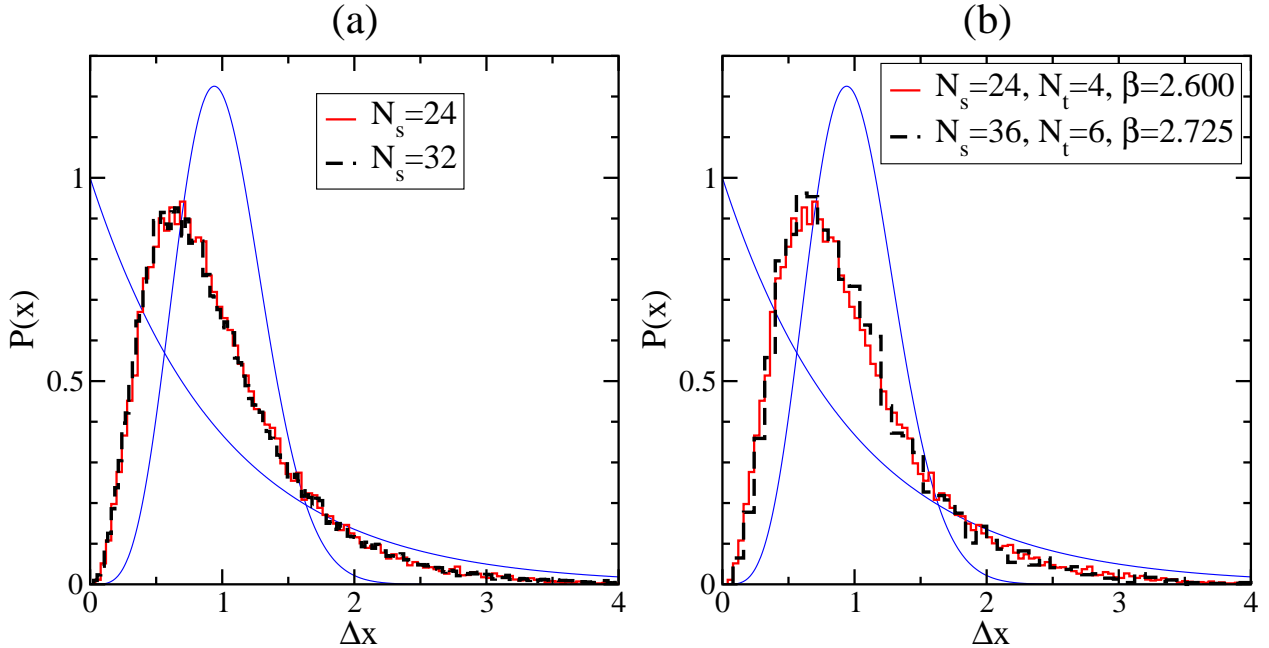 (a)
N_s=24
N_s=32
P(x)
1
0.5
0
0 1 2 3 4
Δx
(b)
N_s=24, N_t=4, β=2.600
N_s=36, N_t=6, β=2.725
P(x)
1
0.5
0
0 1 2 3 4
Δx